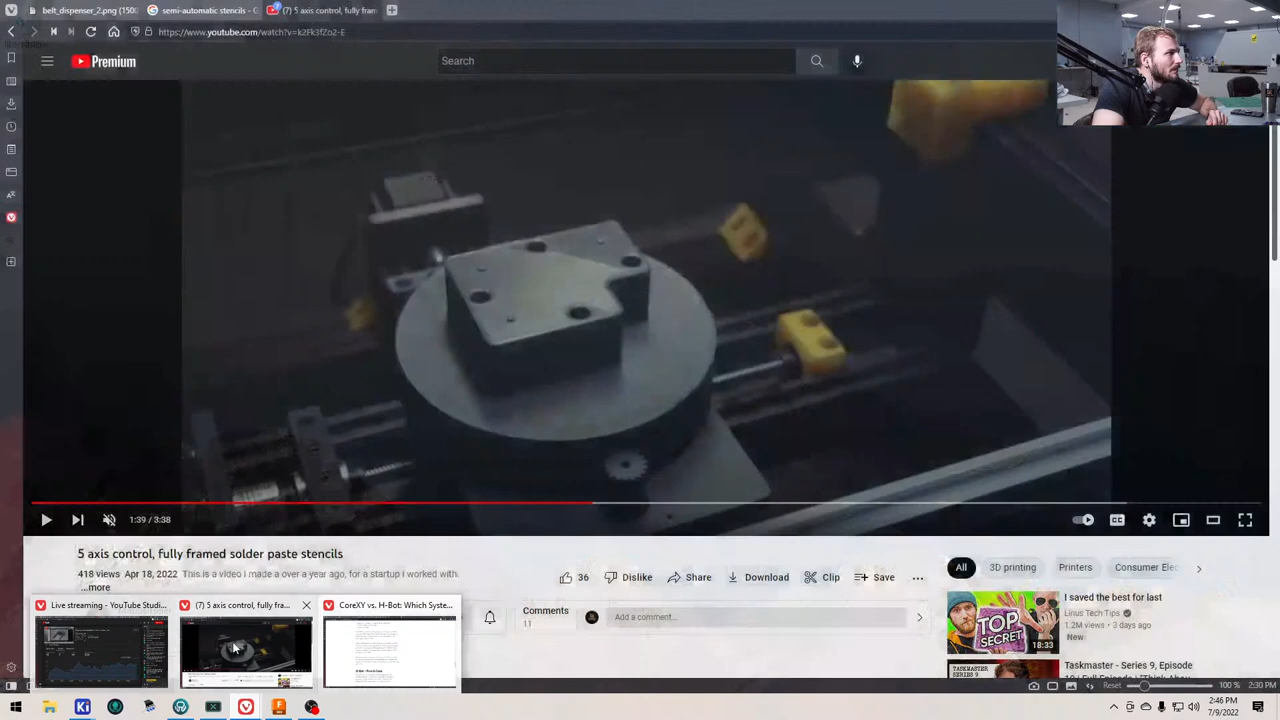 belt_dispenser_2.png (150
semi-automatic stencils - G
(7) 5 axis control, fully fram
https://www.youtube.com/watch?v=k2Fk3fZo2-E
Premium
Search
1:39 / 3:38
5 axis control, fully framed solder paste stencils
418 views Apr 18, 2022 This is a video I made a over a year ago, for a startup I worked with.
...more
36
Dislike
Share
Download
Clip
Save
All
3D printing
Printers
Consumer Elec
Live streaming - YouTube Studi...
(7) 5 axis control, fully fra...
CoreXY vs. H-Bot: Which Syste...
Comments
11
Add a comment...
TOP SECRET
18:33
I saved the best for last
Linus Tech Tips
1.2M views • 3 days ago
New
TASKMASTER
Reset
100 %
2:30 PM
2:46 PM
7/9/2022